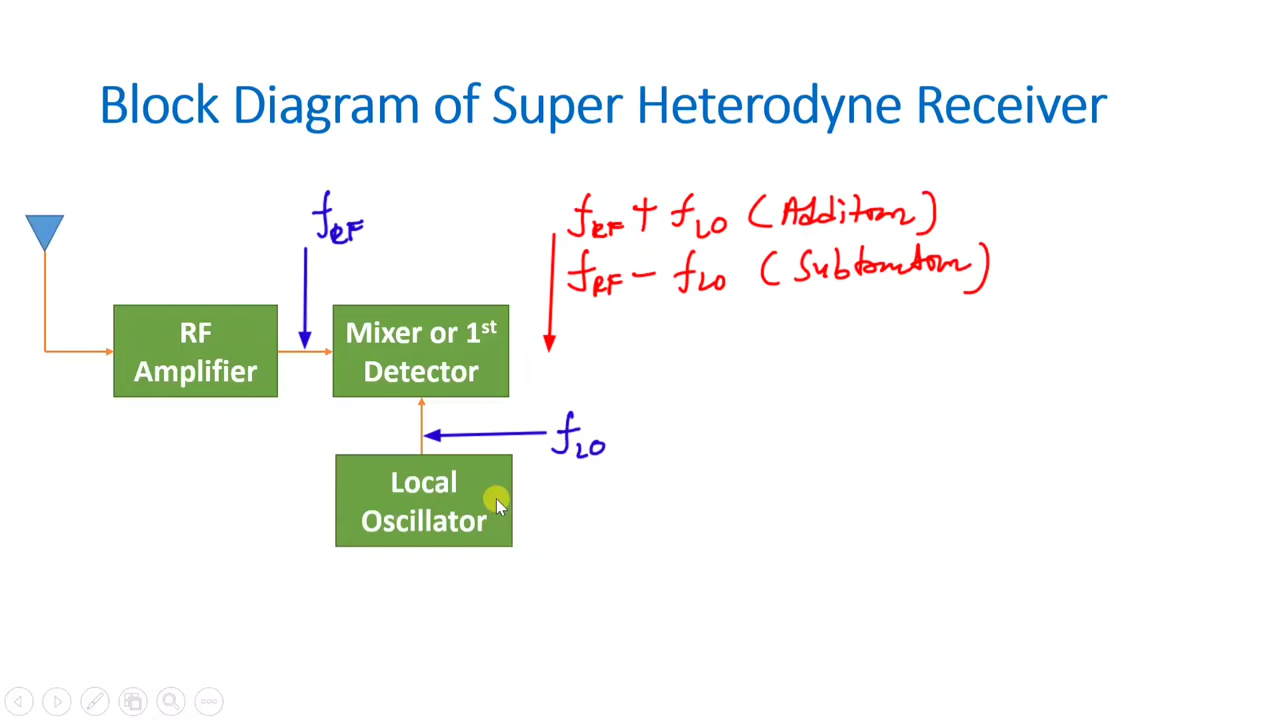 Block Diagram of Super Heterodyne Receiver
fRF
fRF + fLO (Additom)
fRF − fLO (Subtraction)
RF
Amplifier
Mixer or 1st
Detector
fLO
Local
Oscillator